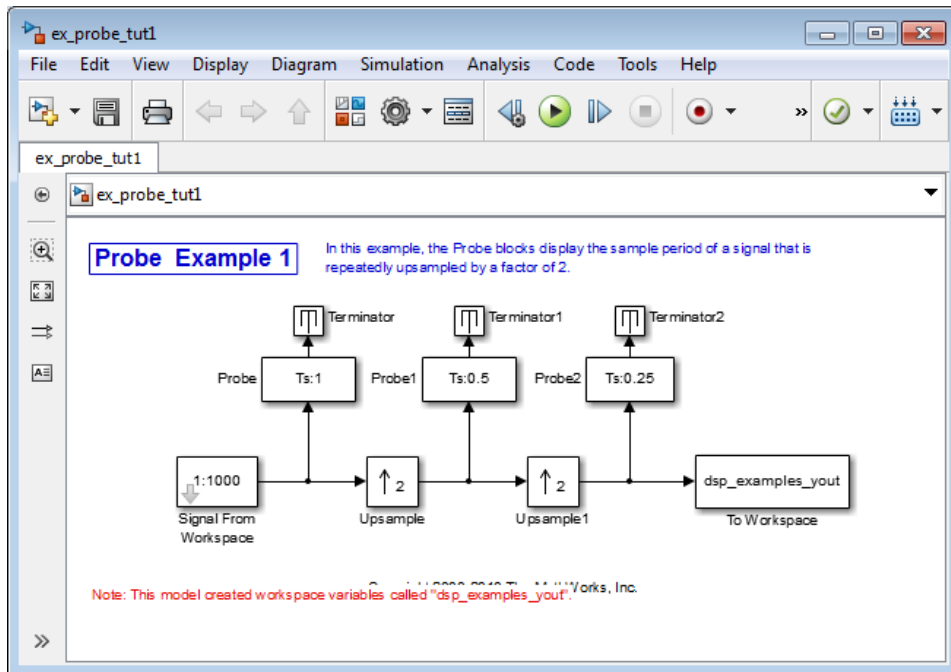 ex_probe_tut1
File Edit View Display Diagram Simulation Analysis Code Tools Help
»
ex_probe_tut1
ex_probe_tut1
Probe Example 1
In this example, the Probe blocks display the sample period of a signal that is
repeatedly upsampled by a factor of 2.
Terminator Terminator1 Terminator2
Probe Ts:1 Probe1 Ts:0.5 Probe2 Ts:0.25
1:1000 2 2 dsp_examples_yout
Signal From
Workspace
Upsample Upsample1 To Workspace
Works, Inc.
Note: This model created workspace variables called "dsp_examples_yout".
»